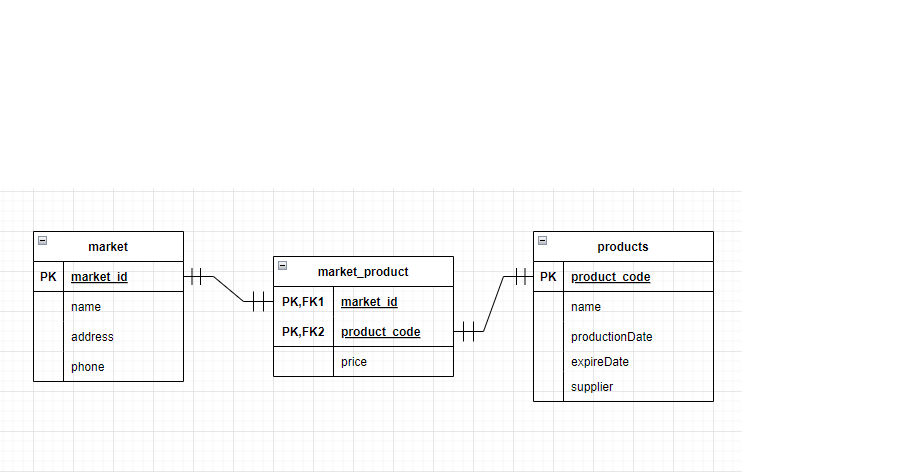 market
PK market_id
name
address
phone
market_product
PK,FK1 market_id
PK,FK2 product_code
price
products
PK product_code
name
productionDate
expireDate
supplier